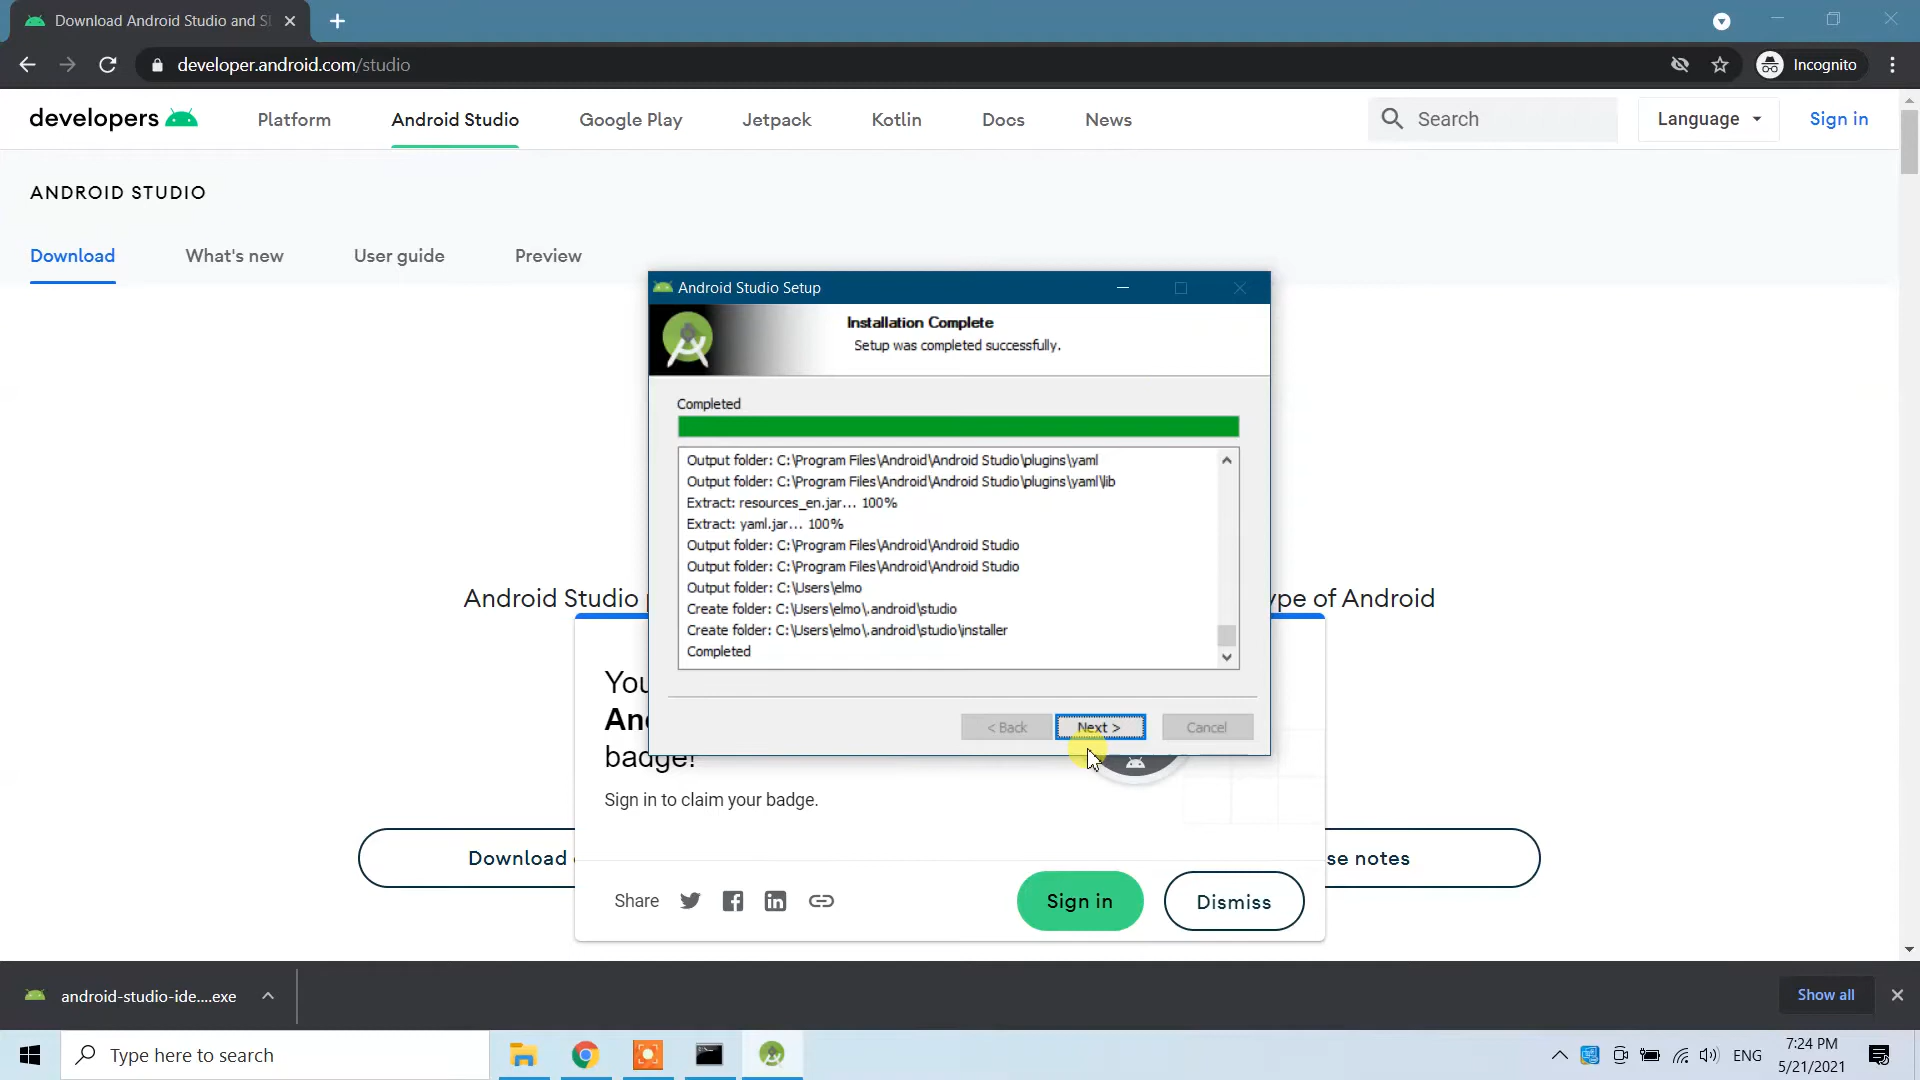 Download Android Studio and S
developer.android.com/studio
Incognito
developers
Platform
Android Studio
Google Play
Jetpack
Kotlin
Docs
News
Search
Language
Sign in
ANDROID STUDIO
Download
What's new
User guide
Preview
Android Studio Setup
Installation Complete
Setup was completed successfully.
Completed
Output folder: C:\Program Files\Android\Android Studio\plugins\yaml
Output folder: C:\Program Files\Android\Android Studio\plugins\yaml\lib
Extract: resources_en.jar... 100%
Extract: yaml.jar... 100%
Output folder: C:\Program Files\Android\Android Studio
Output folder: C:\Program Files\Android\Android Studio
Output folder: C:\Users\elmo
Create folder: C:\Users\elmo\.android\studio
Create folder: C:\Users\elmo\.android\studio\installer
Completed
< Back
Next >
Cancel
Android Studio
ype of Android
You
An
badge!
Sign in to claim your badge.
Download
se notes
Share
Sign in
Dismiss
android-studio-ide....exe
Show all
Type here to search
ENG
7:24 PM
5/21/2021